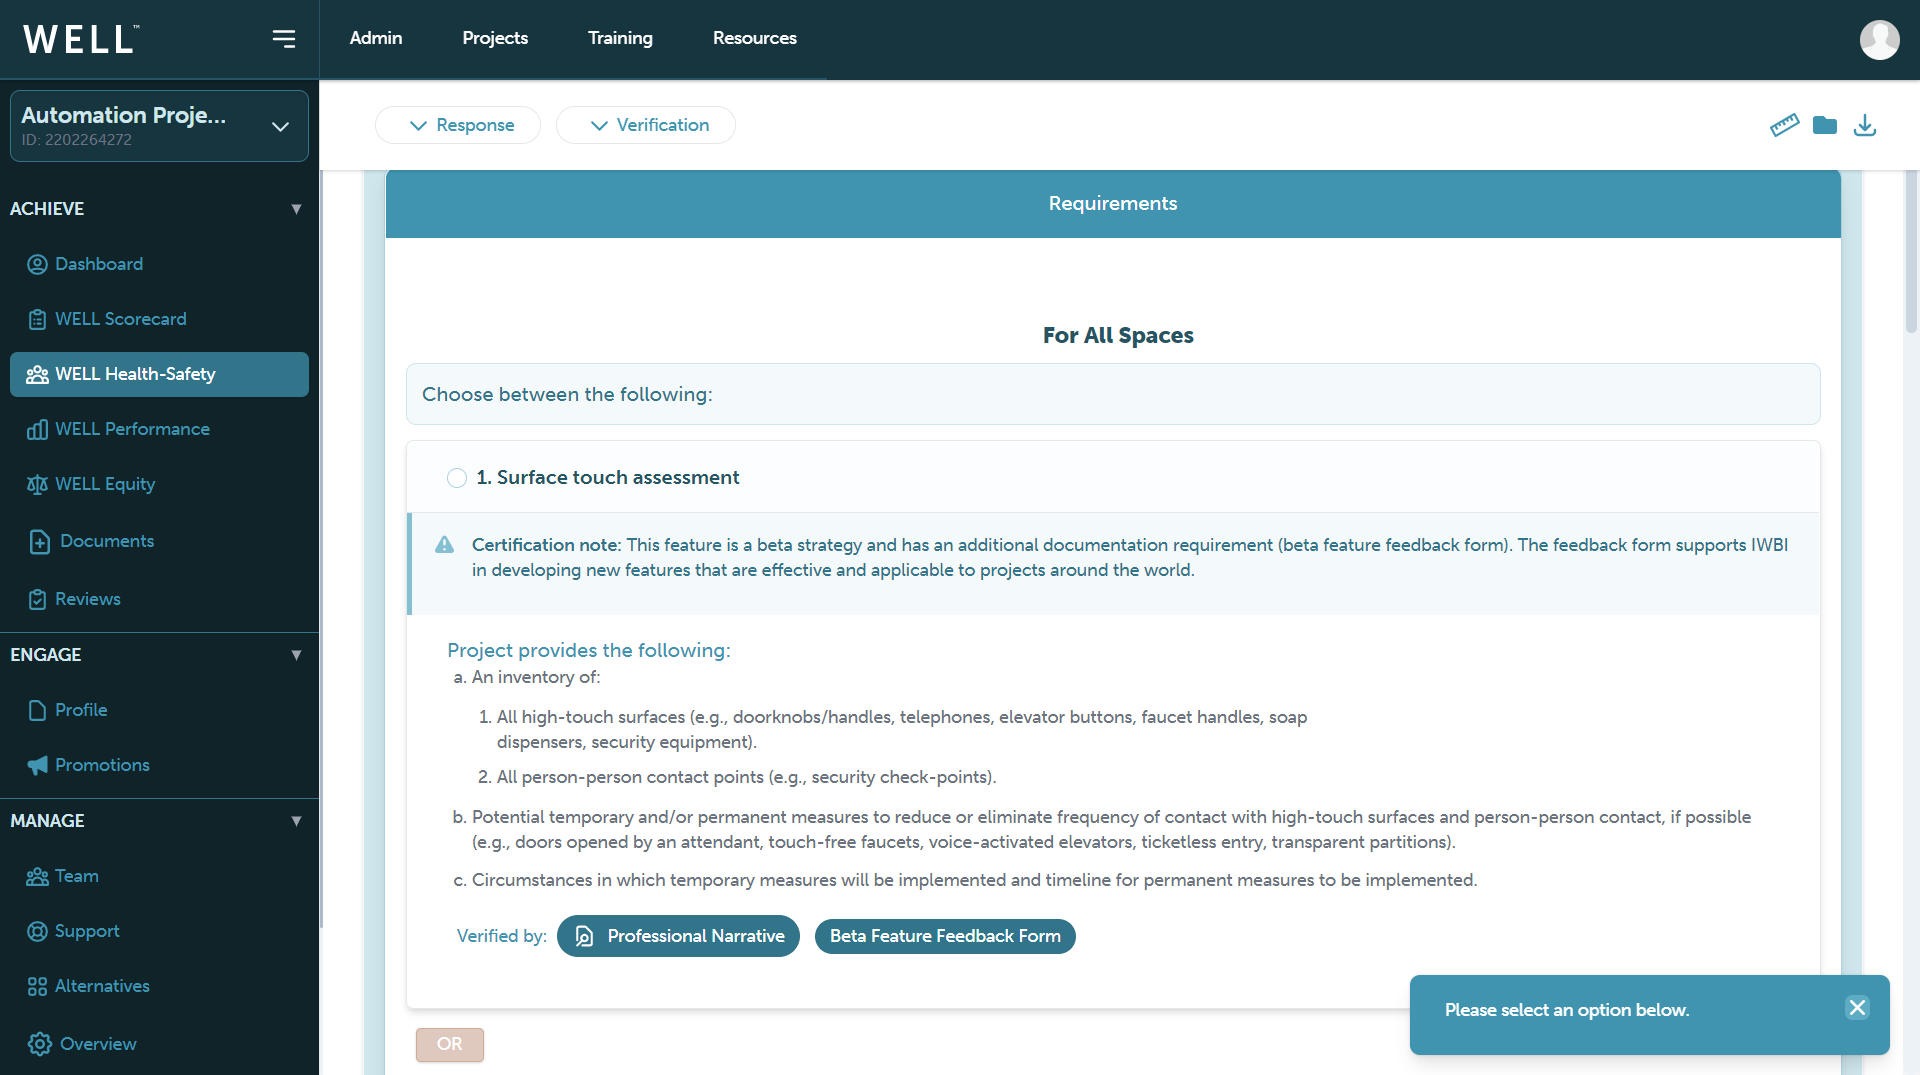 WELL™
Admin
Projects
Training
Resources
Automation Proje...
ID: 2202264272
ACHIEVE
Dashboard
WELL Scorecard
WELL Health-Safety
WELL Performance
WELL Equity
Documents
Reviews
ENGAGE
Profile
Promotions
MANAGE
Team
Support
Alternatives
Overview
Response
Verification
Requirements
For All Spaces
Choose between the following:
1. Surface touch assessment
Certification note: This feature is a beta strategy and has an additional documentation requirement (beta feature feedback form). The feedback form supports IWBI
in developing new features that are effective and applicable to projects around the world.
Project provides the following:
a. An inventory of:
1. All high-touch surfaces (e.g., doorknobs/handles, telephones, elevator buttons, faucet handles, soap
dispensers, security equipment).
2. All person-person contact points (e.g., security check-points).
b. Potential temporary and/or permanent measures to reduce or eliminate frequency of contact with high-touch surfaces and person-person contact, if possible
(e.g., doors opened by an attendant, touch-free faucets, voice-activated elevators, ticketless entry, transparent partitions).
c. Circumstances in which temporary measures will be implemented and timeline for permanent measures to be implemented.
Verified by:
Professional Narrative
Beta Feature Feedback Form
OR
Please select an option below.